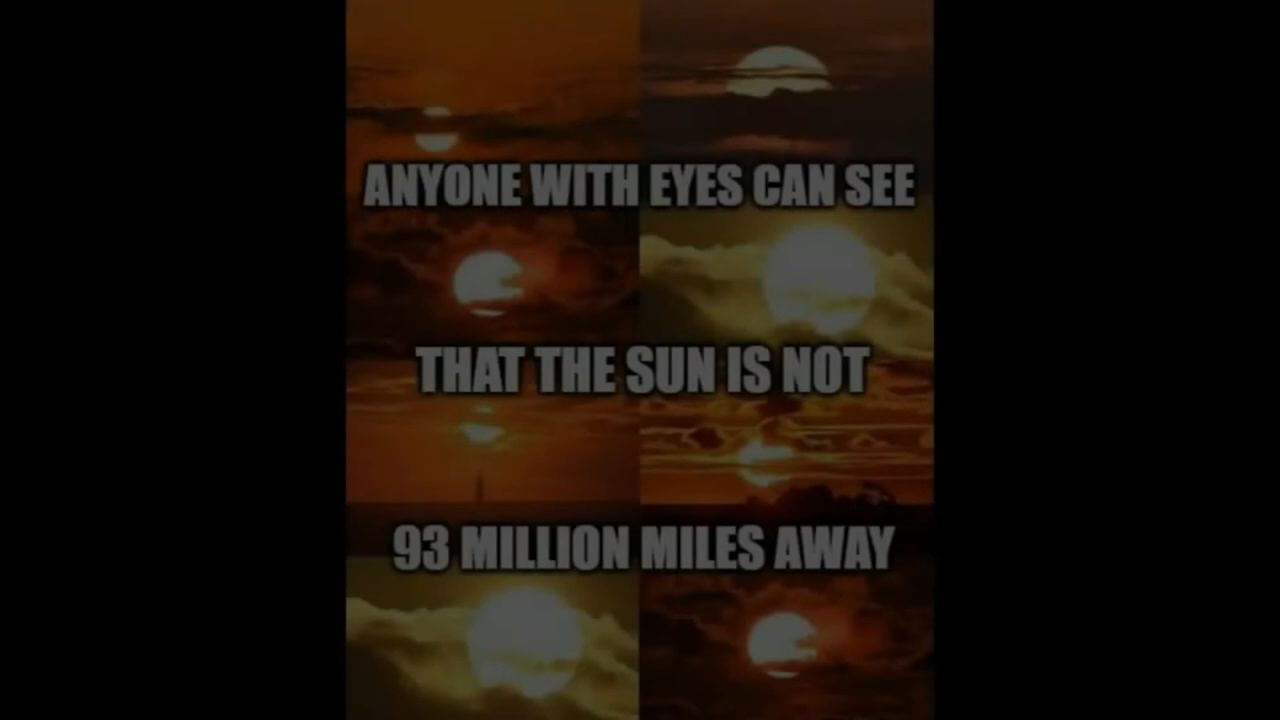 ANYONE WITH EYES CAN SEE
THAT THE SUN IS NOT
93 MILLION MILES AWAY